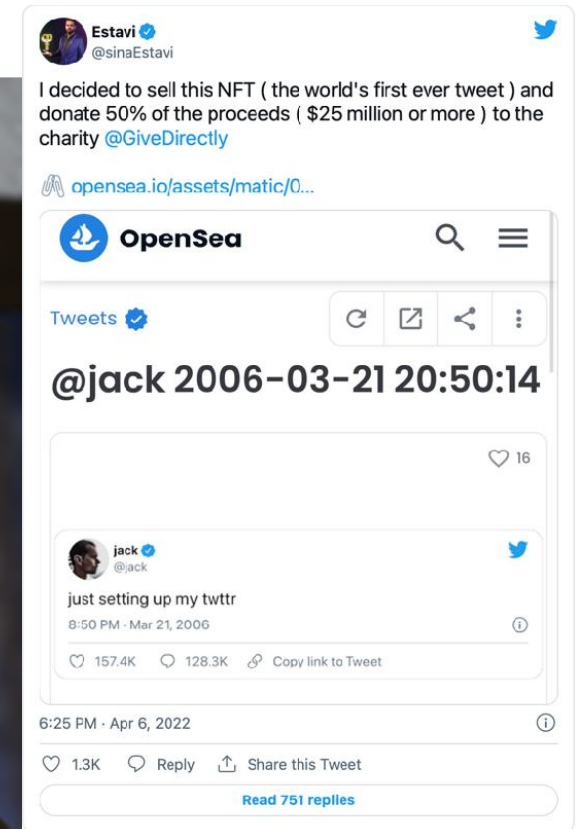 Estavi
@sinaEstavi
I decided to sell this NFT ( the world's first ever tweet ) and
donate 50% of the proceeds ( $25 million or more ) to the
charity @GiveDirectly
opensea.io/assets/matic/0...
OpenSea
Tweets
@jack 2006-03-21 20:50:14
16
jack
@jack
just setting up my twttr
8:50 PM · Mar 21, 2006
157.4K 128.3K Copy link to Tweet
6:25 PM · Apr 6, 2022
1.3K Reply Share this Tweet
Read 751 replies